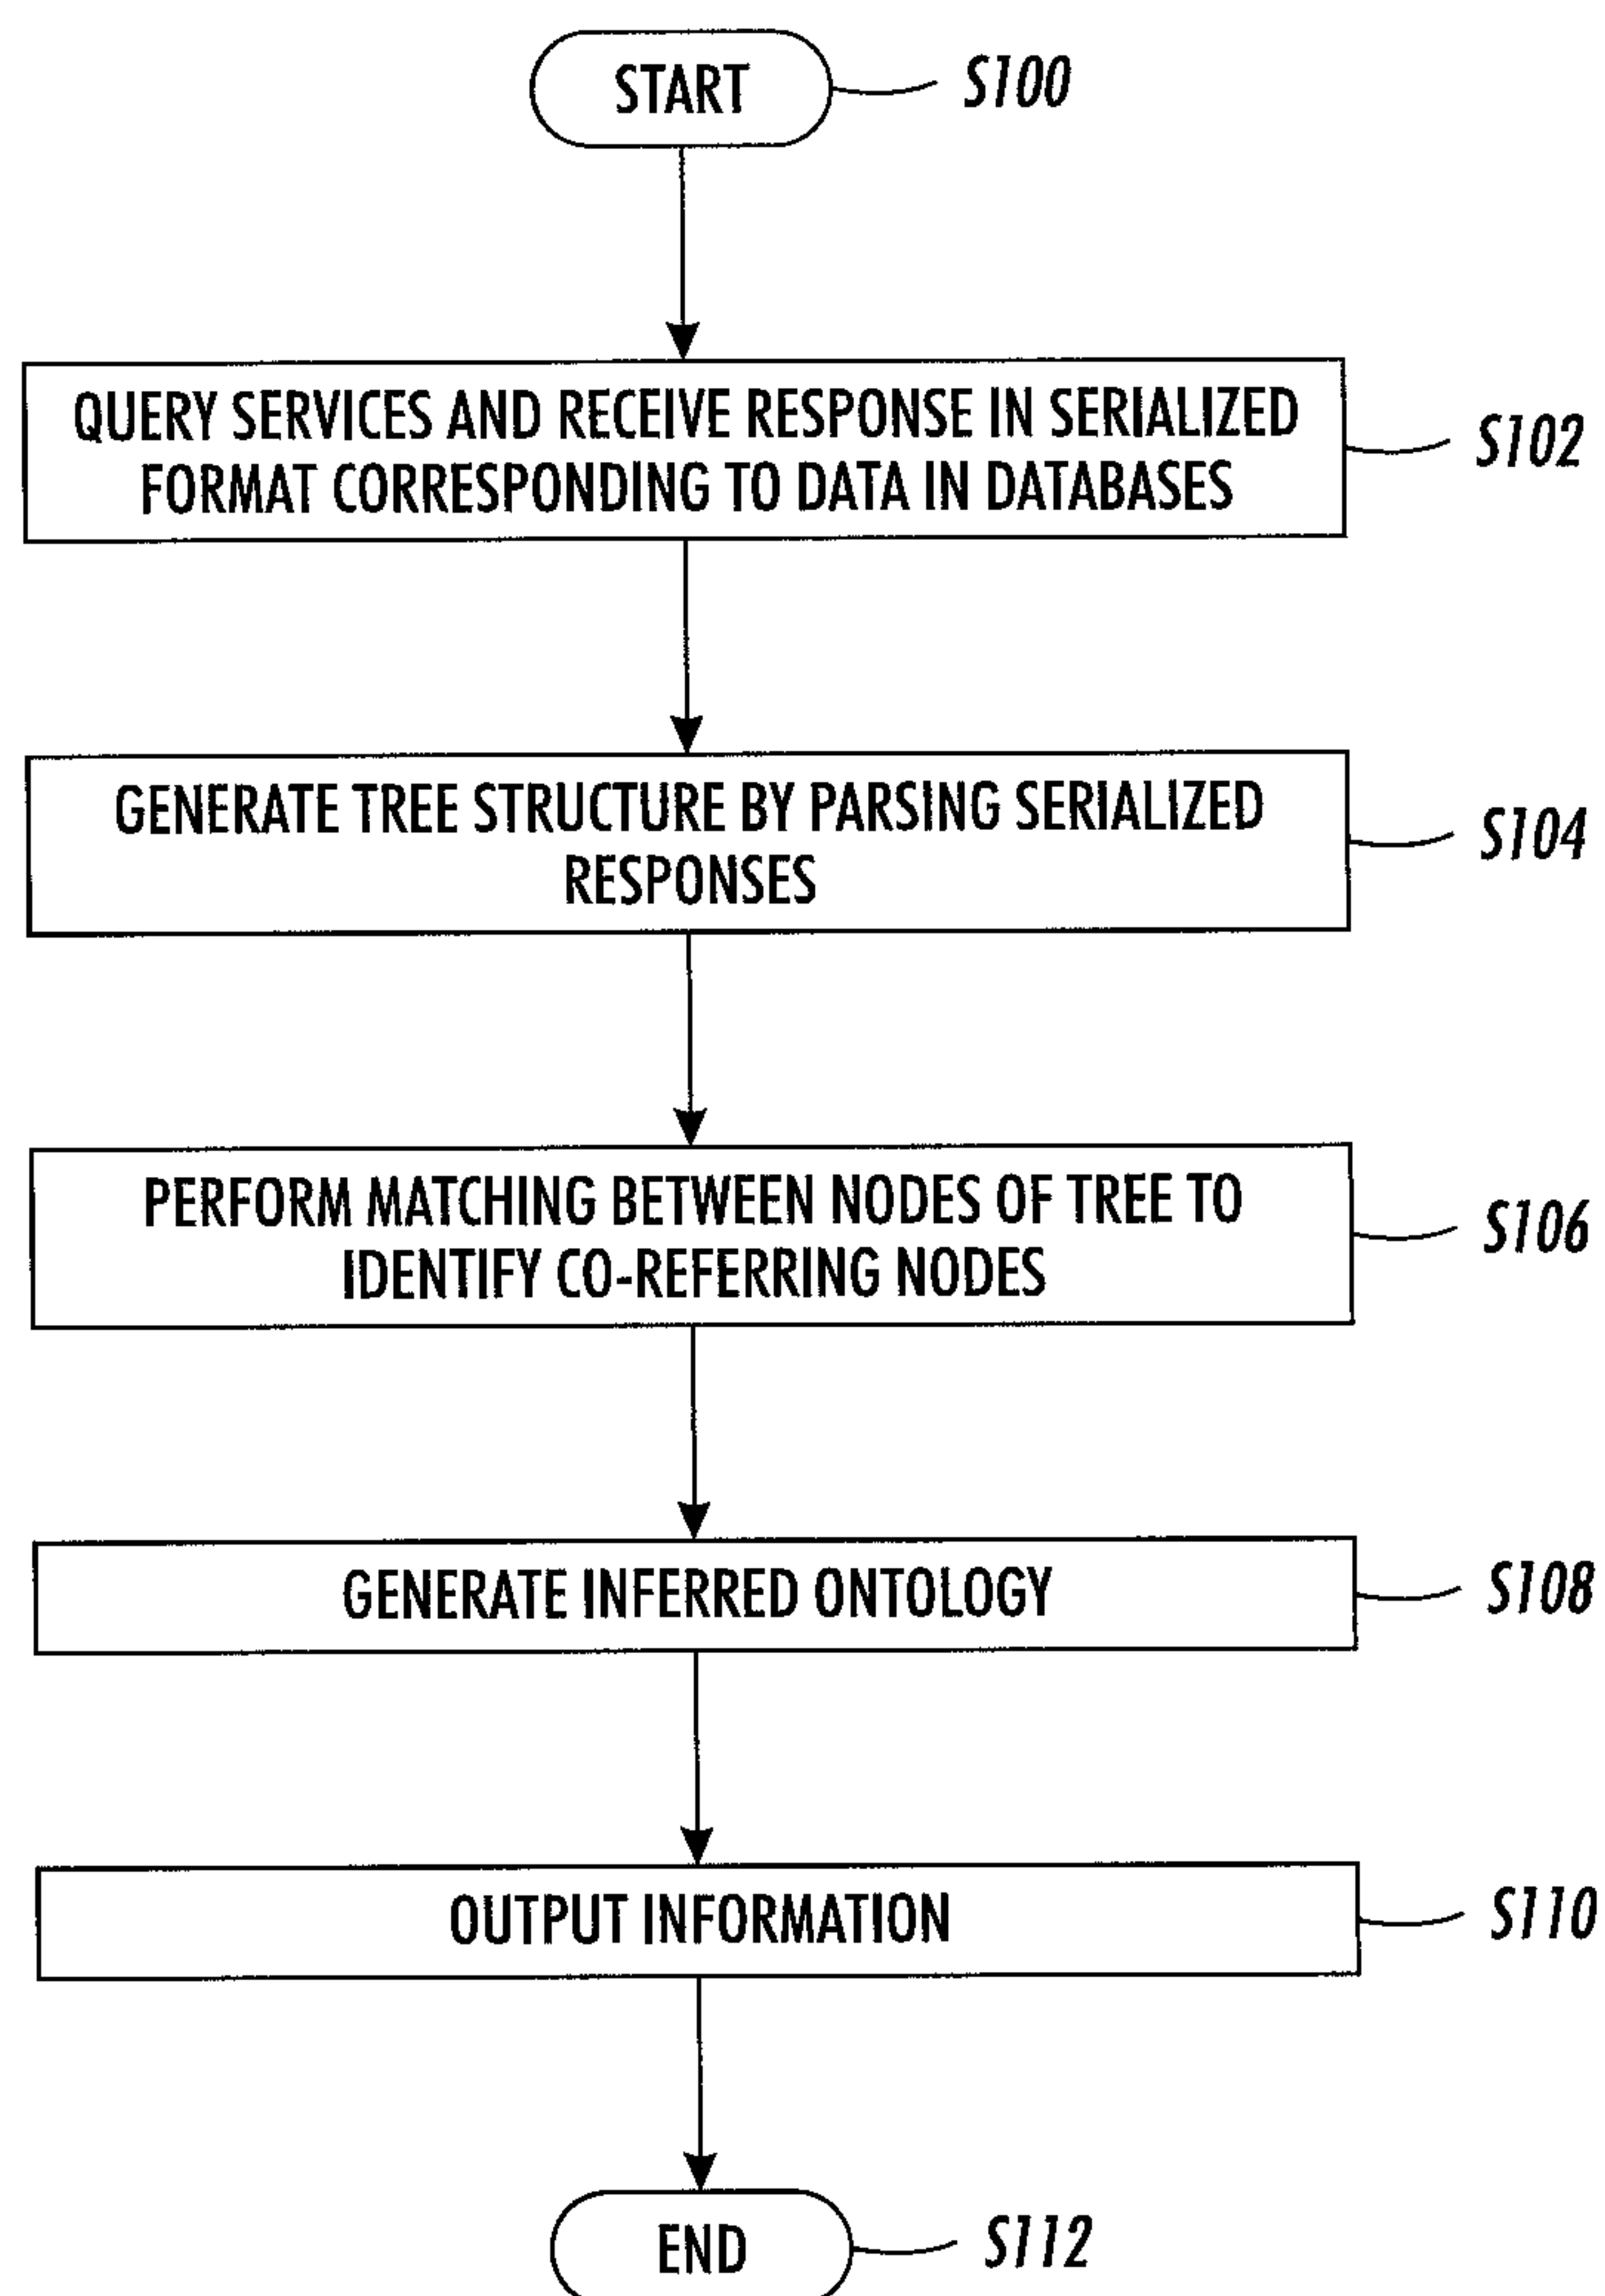 START
S100
QUERY SERVICES AND RECEIVE RESPONSE IN SERIALIZED
FORMAT CORRESPONDING TO DATA IN DATABASES
S102
GENERATE TREE STRUCTURE BY PARSING SERIALIZED
RESPONSES
S104
PERFORM MATCHING BETWEEN NODES OF TREE TO
IDENTIFY CO-REFERRING NODES
S106
GENERATE INFERRED ONTOLOGY
S108
OUTPUT INFORMATION
S110
END
S112